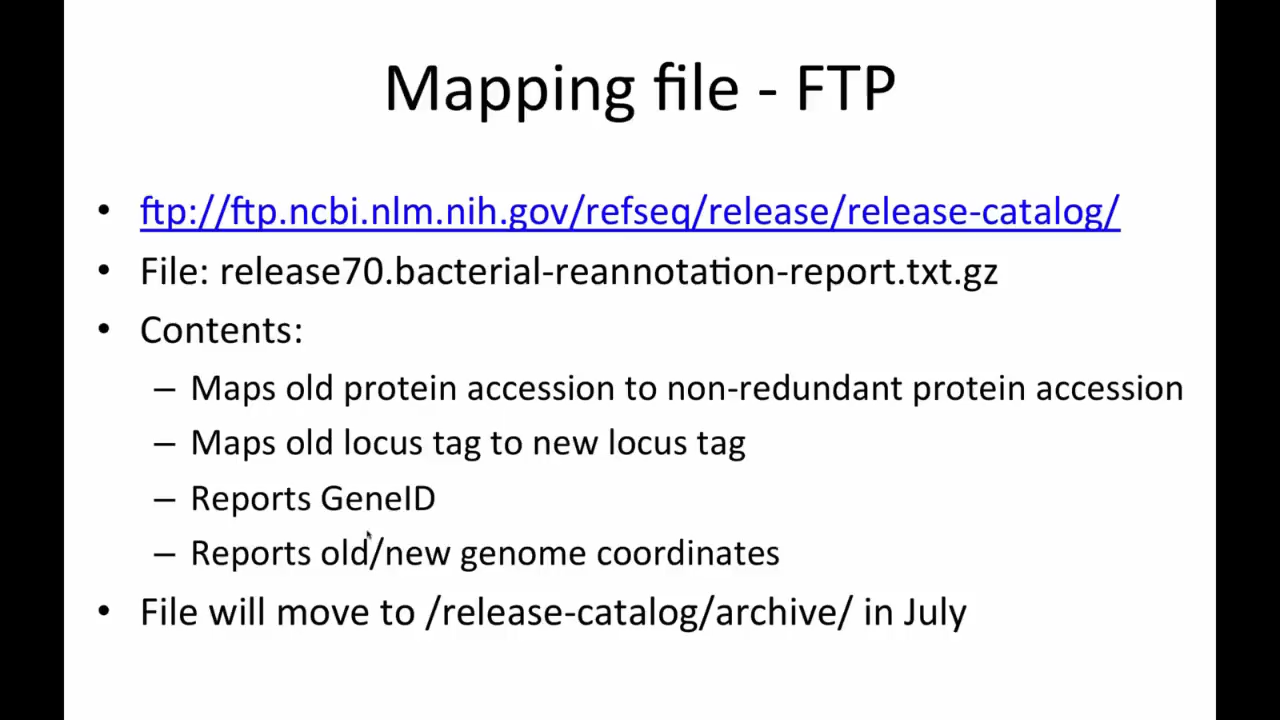 Mapping file - FTP
• ftp://ftp.ncbi.nlm.nih.gov/refseq/release/release-catalog/
• File: release70.bacterial-reannotation-report.txt.gz
• Contents:
– Maps old protein accession to non-redundant protein accession
– Maps old locus tag to new locus tag
– Reports GeneID
– Reports old/new genome coordinates
• File will move to /release-catalog/archive/ in July